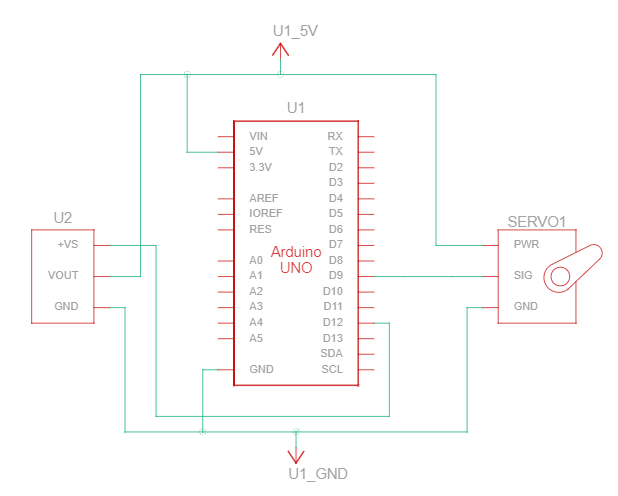 U1_5V
U1
VIN
5V
3.3V
AREF
IOREF
RES
A0
A1
A2
A3
A4
A5
GND
Arduino
UNO
RX
TX
D2
D3
D4
D5
D6
D7
D8
D9
D10
D11
D12
D13
SDA
SCL
U2
+VS
VOUT
GND
SERVO1
PWR
SIG
GND
U1_GND